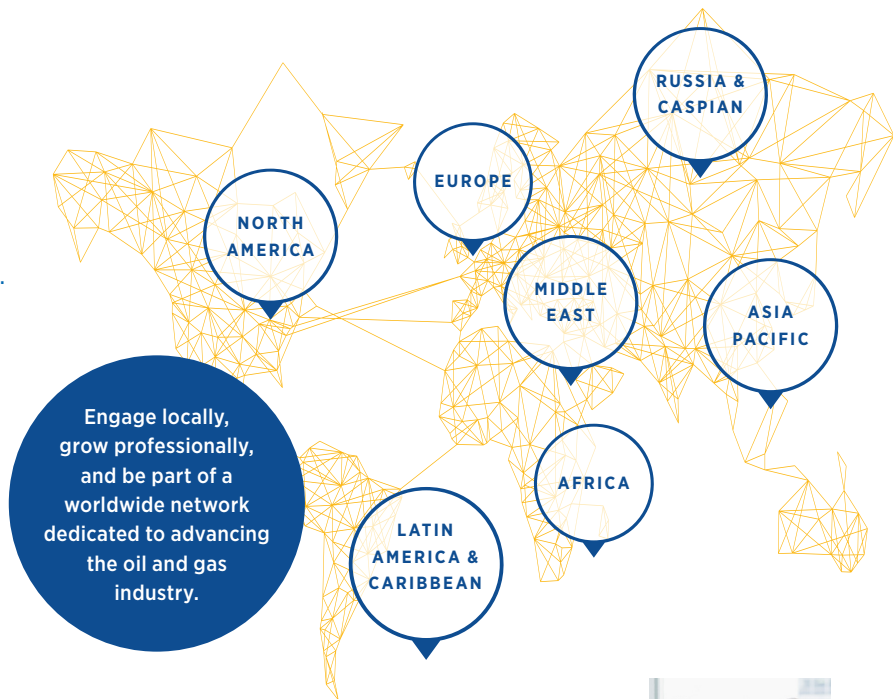 RUSSIA &
CASPIAN
EUROPE
NORTH
AMERICA
MIDDLE
EAST
ASIA
PACIFIC
Engage locally,
grow professionally,
and be part of a
worldwide network
dedicated to advancing
the oil and gas
industry.
AFRICA
LATIN
AMERICA &
CARIBBEAN